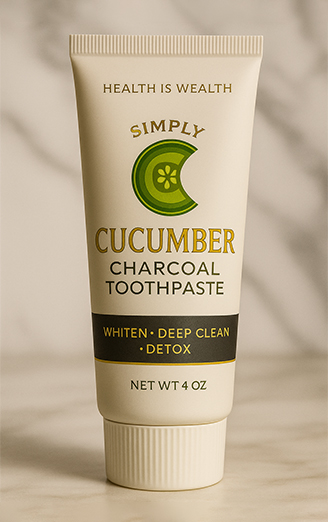 HEALTH IS WEALTH
SIMPLY
CUCUMBER
CHARCOAL
TOOTHPASTE
WHITEN • DEEP CLEAN
• DETOX
NET WT 4 OZ